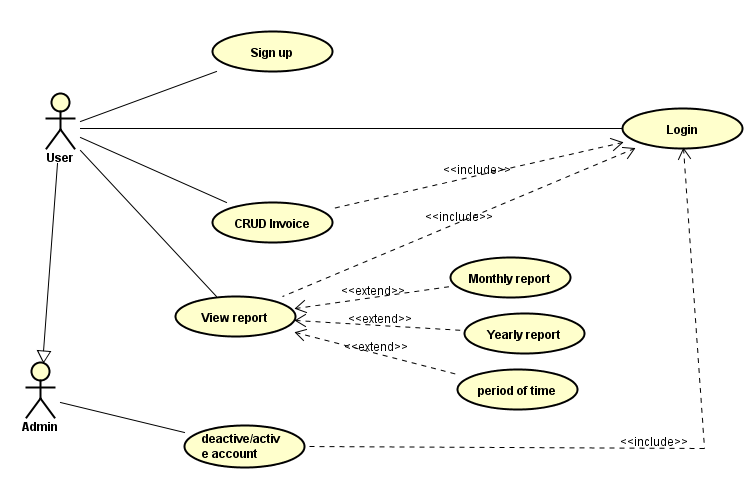 Sign up
User
Login
<<include>>
CRUD Invoice
<<include>>
Monthly report
<<extend>>
View report
<<extend>>
Yearly report
<<extend>>
period of time
Admin
deactive/activ
e account
<<include>>